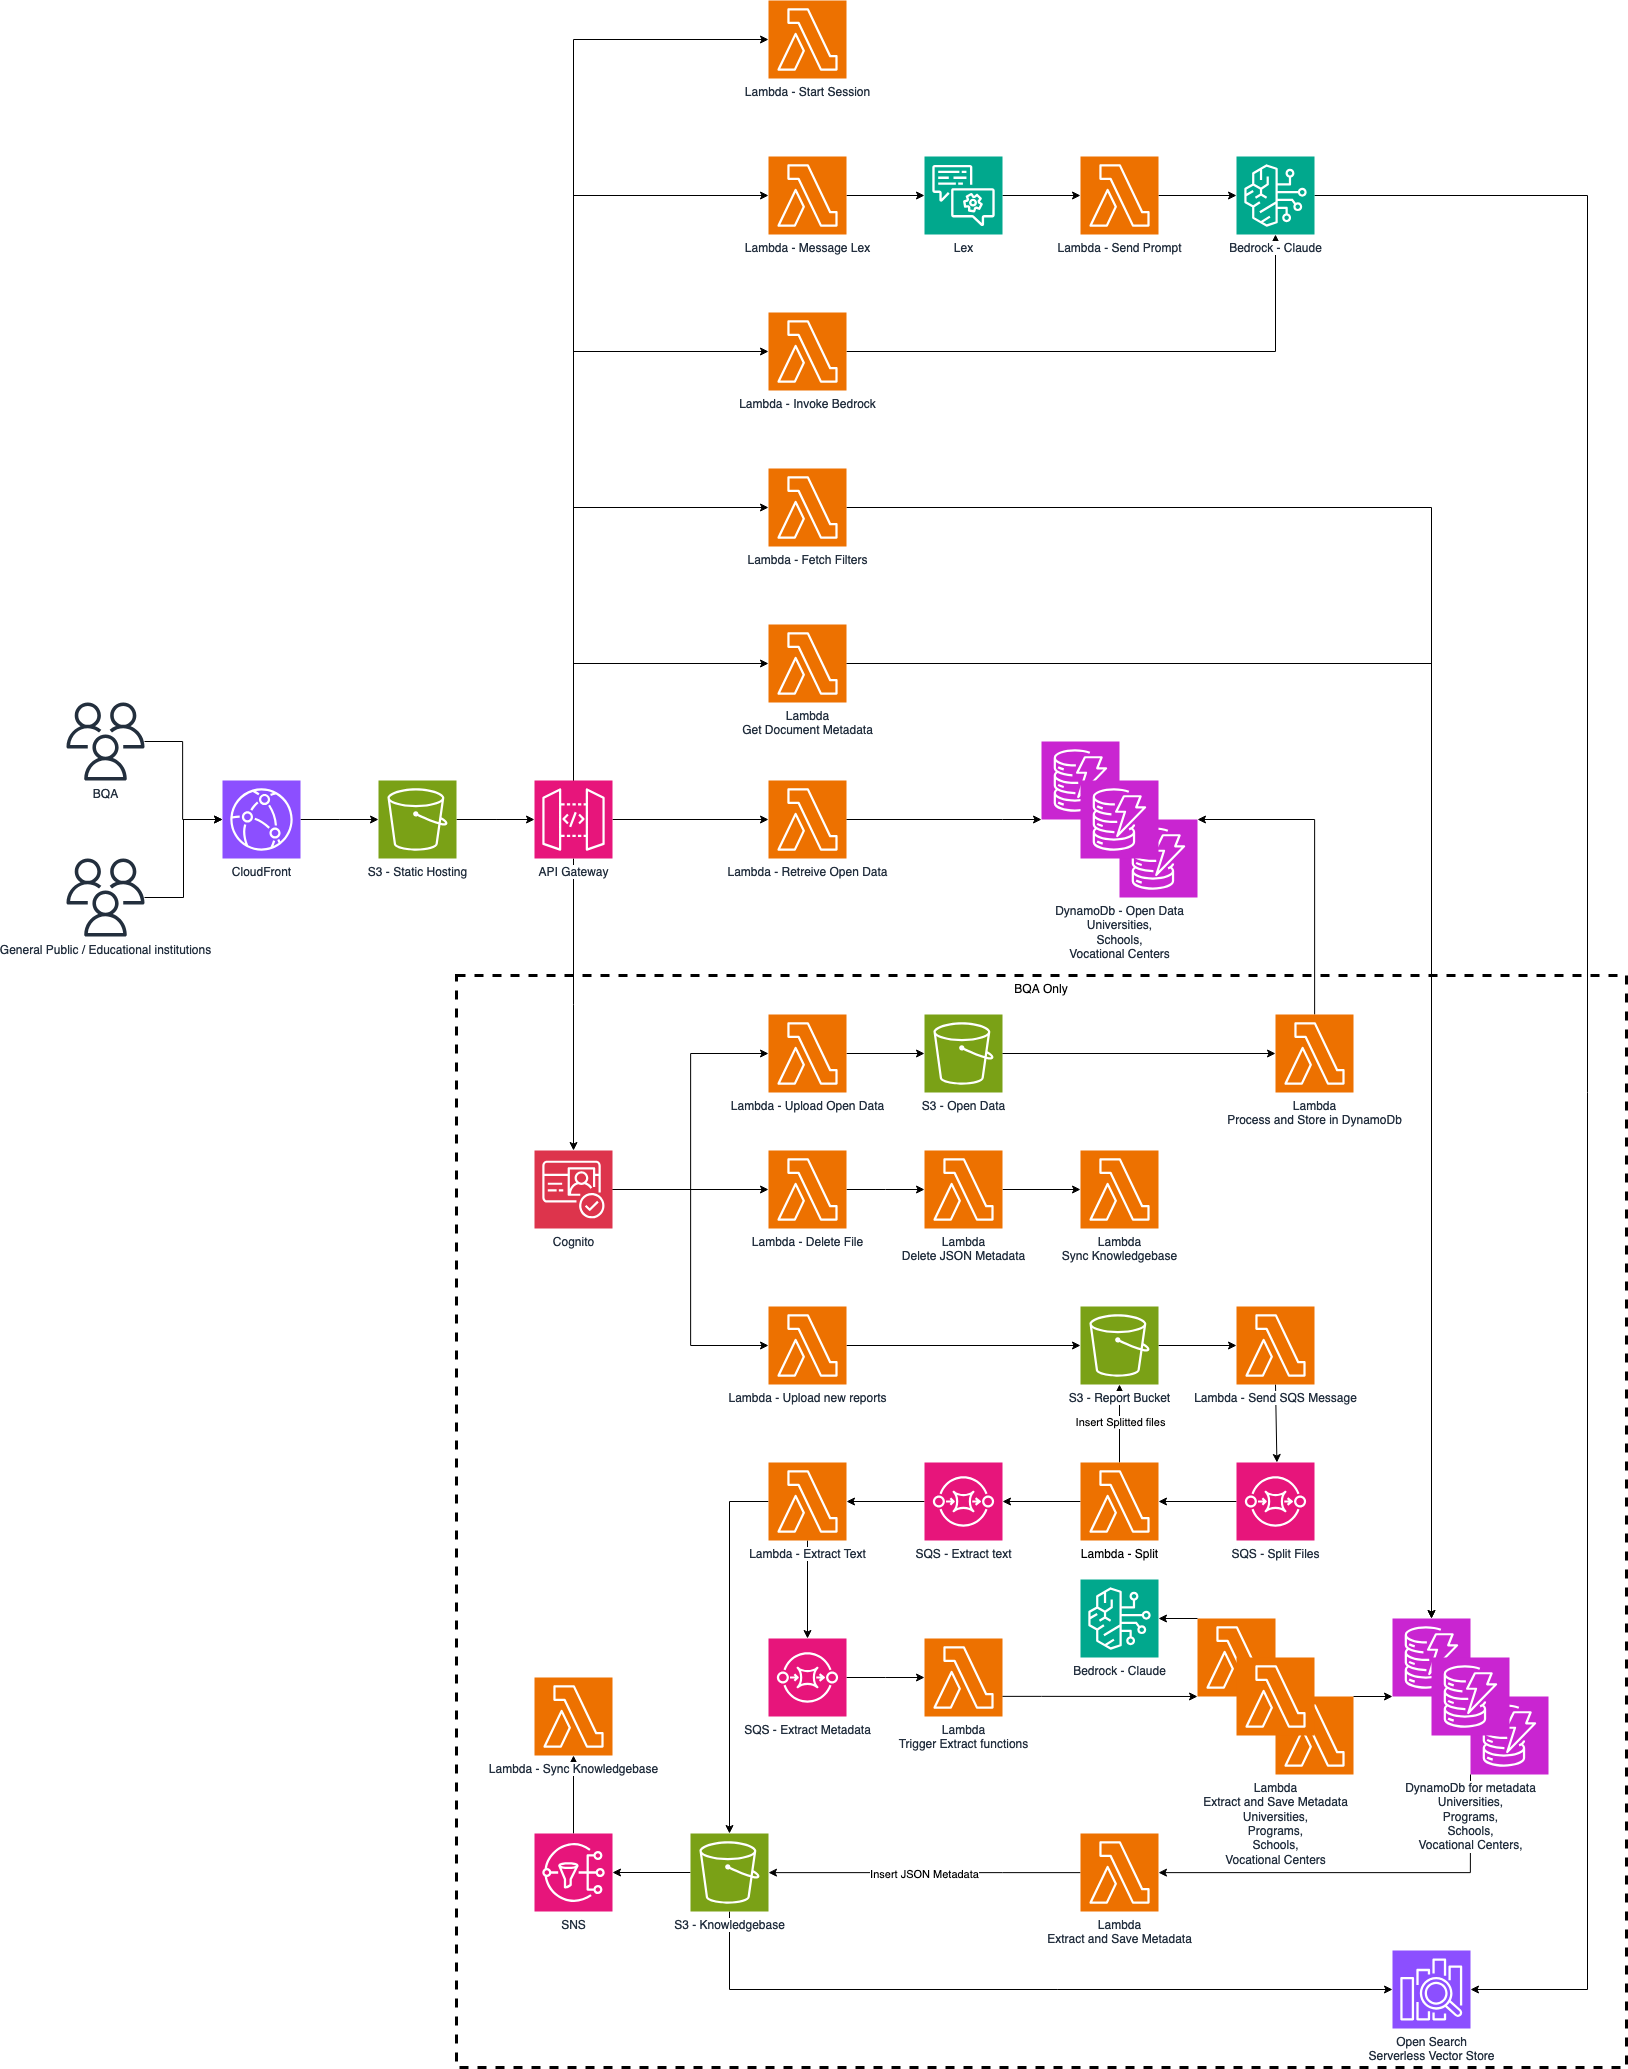 Lambda - Start Session
Lambda - Message Lex
Lex
Lambda - Send Prompt
Bedrock - Claude
Lambda - Invoke Bedrock
Lambda - Fetch Filters
Lambda
Get Document Metadata
BQA
CloudFront
S3 - Static Hosting
API Gateway
Lambda - Retreive Open Data
DynamoDb - Open Data
Universities,
Schools,
Vocational Centers
General Public / Educational institutions
BQA Only
Lambda - Upload Open Data
S3 - Open Data
Lambda
Process and Store in DynamoDb
Cognito
Lambda - Delete File
Lambda
Delete JSON Metadata
Lambda
Sync Knowledgebase
Lambda - Upload new reports
S3 - Report Bucket
Lambda - Send SQS Message
Insert Splitted files
Lambda - Extract Text
SQS - Extract text
Lambda - Split
SQS - Split Files
Bedrock - Claude
SQS - Extract Metadata
Lambda
Trigger Extract functions
Lambda - Sync Knowledgebase
Lambda
Extract and Save Metadata
Universities,
Programs,
Schools,
Vocational Centers
DynamoDb for metadata
Universities,
Programs,
Schools,
Vocational Centers,
Insert JSON Metadata
SNS
S3 - Knowledgebase
Lambda
Extract and Save Metadata
Open Search
Serverless Vector Store